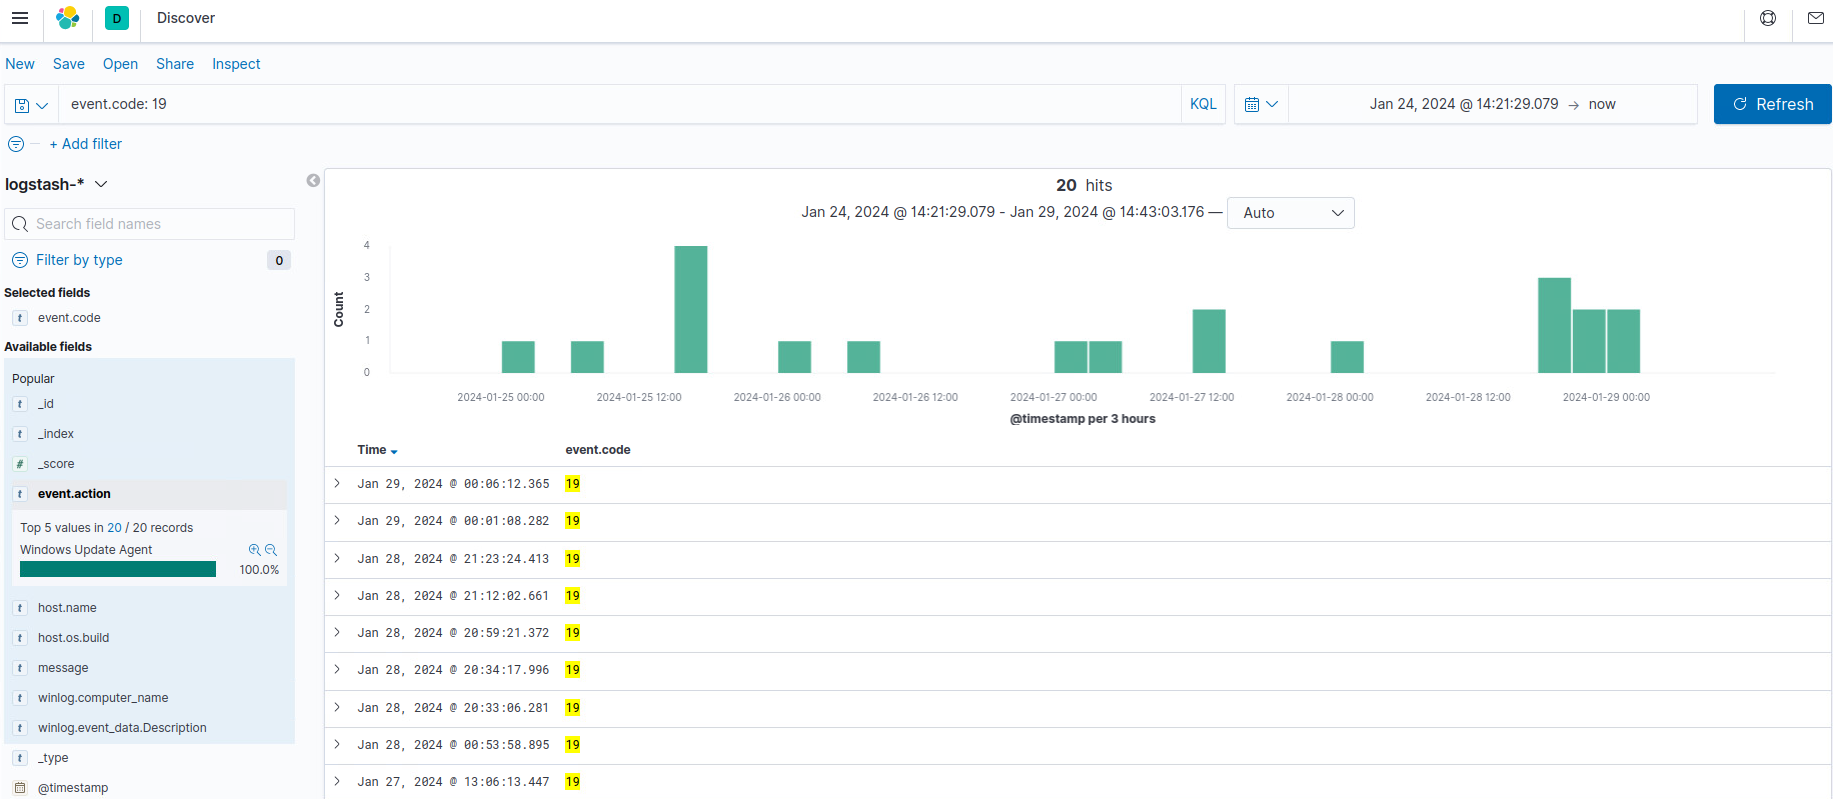 D Discover
New Save Open Share Inspect
event.code: 19 KQL Jan 24, 2024 @ 14:21:29.079 → now Refresh
+ Add filter
logstash-*
Search field names
Filter by type 0
Selected fields
t event.code
Available fields
Popular
t _id
t _index
# _score
t event.action
Top 5 values in 20 / 20 records
Windows Update Agent
100.0%
t host.name
t host.os.build
t message
t winlog.computer_name
t winlog.event_data.Description
t _type
@timestamp
20 hits
Jan 24, 2024 @ 14:21:29.079 - Jan 29, 2024 @ 14:43:03.176 — Auto
Count
4
3
2
1
0
2024-01-25 00:00 2024-01-25 12:00 2024-01-26 00:00 2024-01-26 12:00 2024-01-27 00:00 2024-01-27 12:00 2024-01-28 00:00 2024-01-28 12:00 2024-01-29 00:00
@timestamp per 3 hours
Time event.code
Jan 29, 2024 @ 00:06:12.365 19
Jan 29, 2024 @ 00:01:08.282 19
Jan 28, 2024 @ 21:23:24.413 19
Jan 28, 2024 @ 21:12:02.661 19
Jan 28, 2024 @ 20:59:21.372 19
Jan 28, 2024 @ 20:34:17.996 19
Jan 28, 2024 @ 20:33:06.281 19
Jan 28, 2024 @ 00:53:58.895 19
Jan 27, 2024 @ 13:06:13.447 19